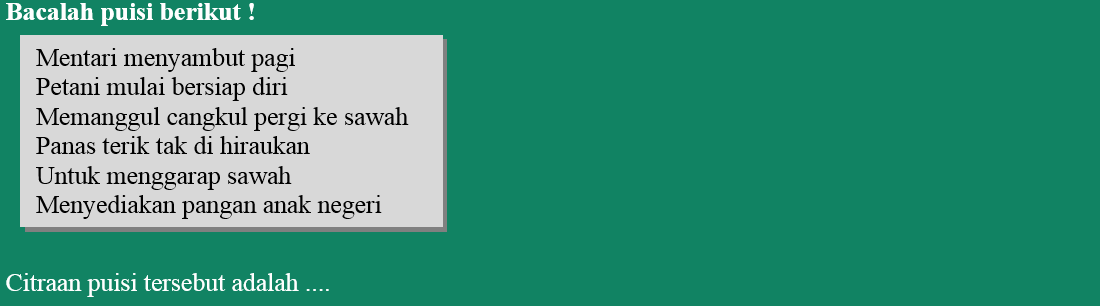 Bacalah puisi berikut !
Mentari menyambut pagi
Petani mulai bersiap diri
Memanggul cangkul pergi ke sawah
Panas terik tak di hiraukan
Untuk menggarap sawah
Menyediakan pangan anak negeri
Citraan puisi tersebut adalah ....